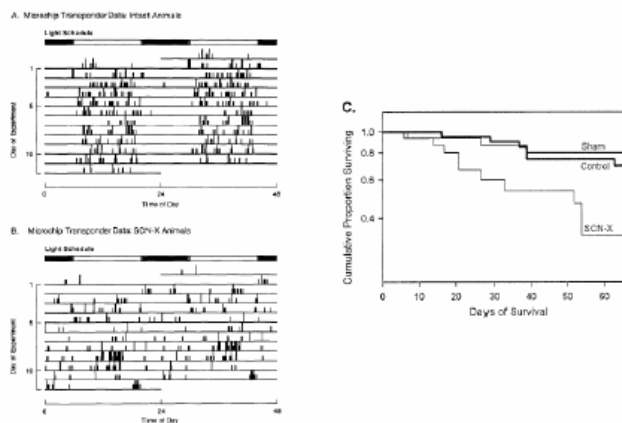 A. Microchip Transponder Data: Intact Animals
Light Schedule
Day of Experiment
1
5
10
0
24
48
Time of Day
B. Microchip Transponder Data: SCN-X Animals
Light Schedule
Day of Experiment
1
5
10
0
24
48
Time of Day
C.
Cumulative Proportion Surviving
1.0
0.8
0.6
0.4
Sham
Control
SCN-X
0
10
20
30
40
50
60
Days of Survival